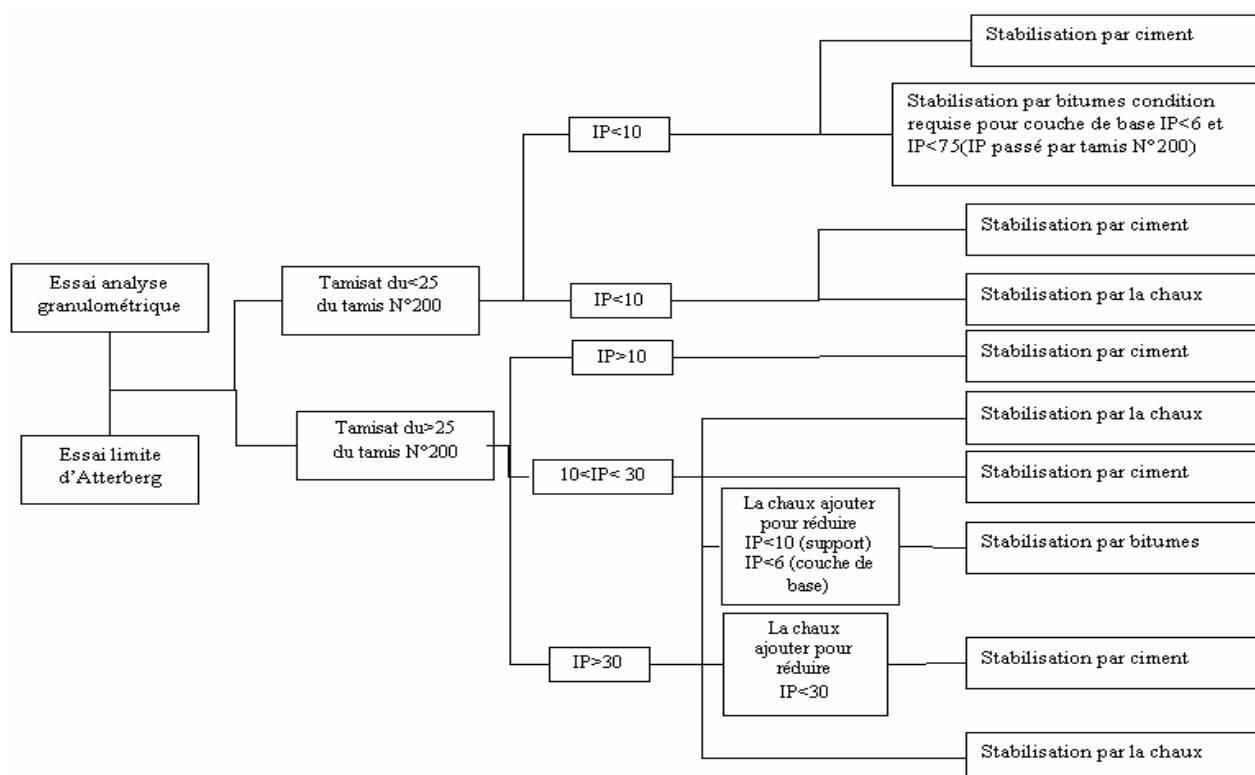 Stabilisation par ciment
Stabilisation par bitumes condition
requise pour couche de base IP<6 et
IP<75(IP passé par tamis N°200)
IP<10
Stabilisation par ciment
Essai analyse
granulométrique
Tamisat du<25
du tamis N°200
IP<10
Stabilisation par la chaux
IP>10
Stabilisation par ciment
Essai limite
d'Atterberg
Tamisat du>25
du tamis N°200
Stabilisation par la chaux
10<IP< 30
Stabilisation par ciment
La chaux ajouter
pour réduire
IP<10 (support)
IP<6 (couche de
base)
Stabilisation par bitumes
IP>30
La chaux
ajouter pour
réduire
IP<30
Stabilisation par ciment
Stabilisation par la chaux